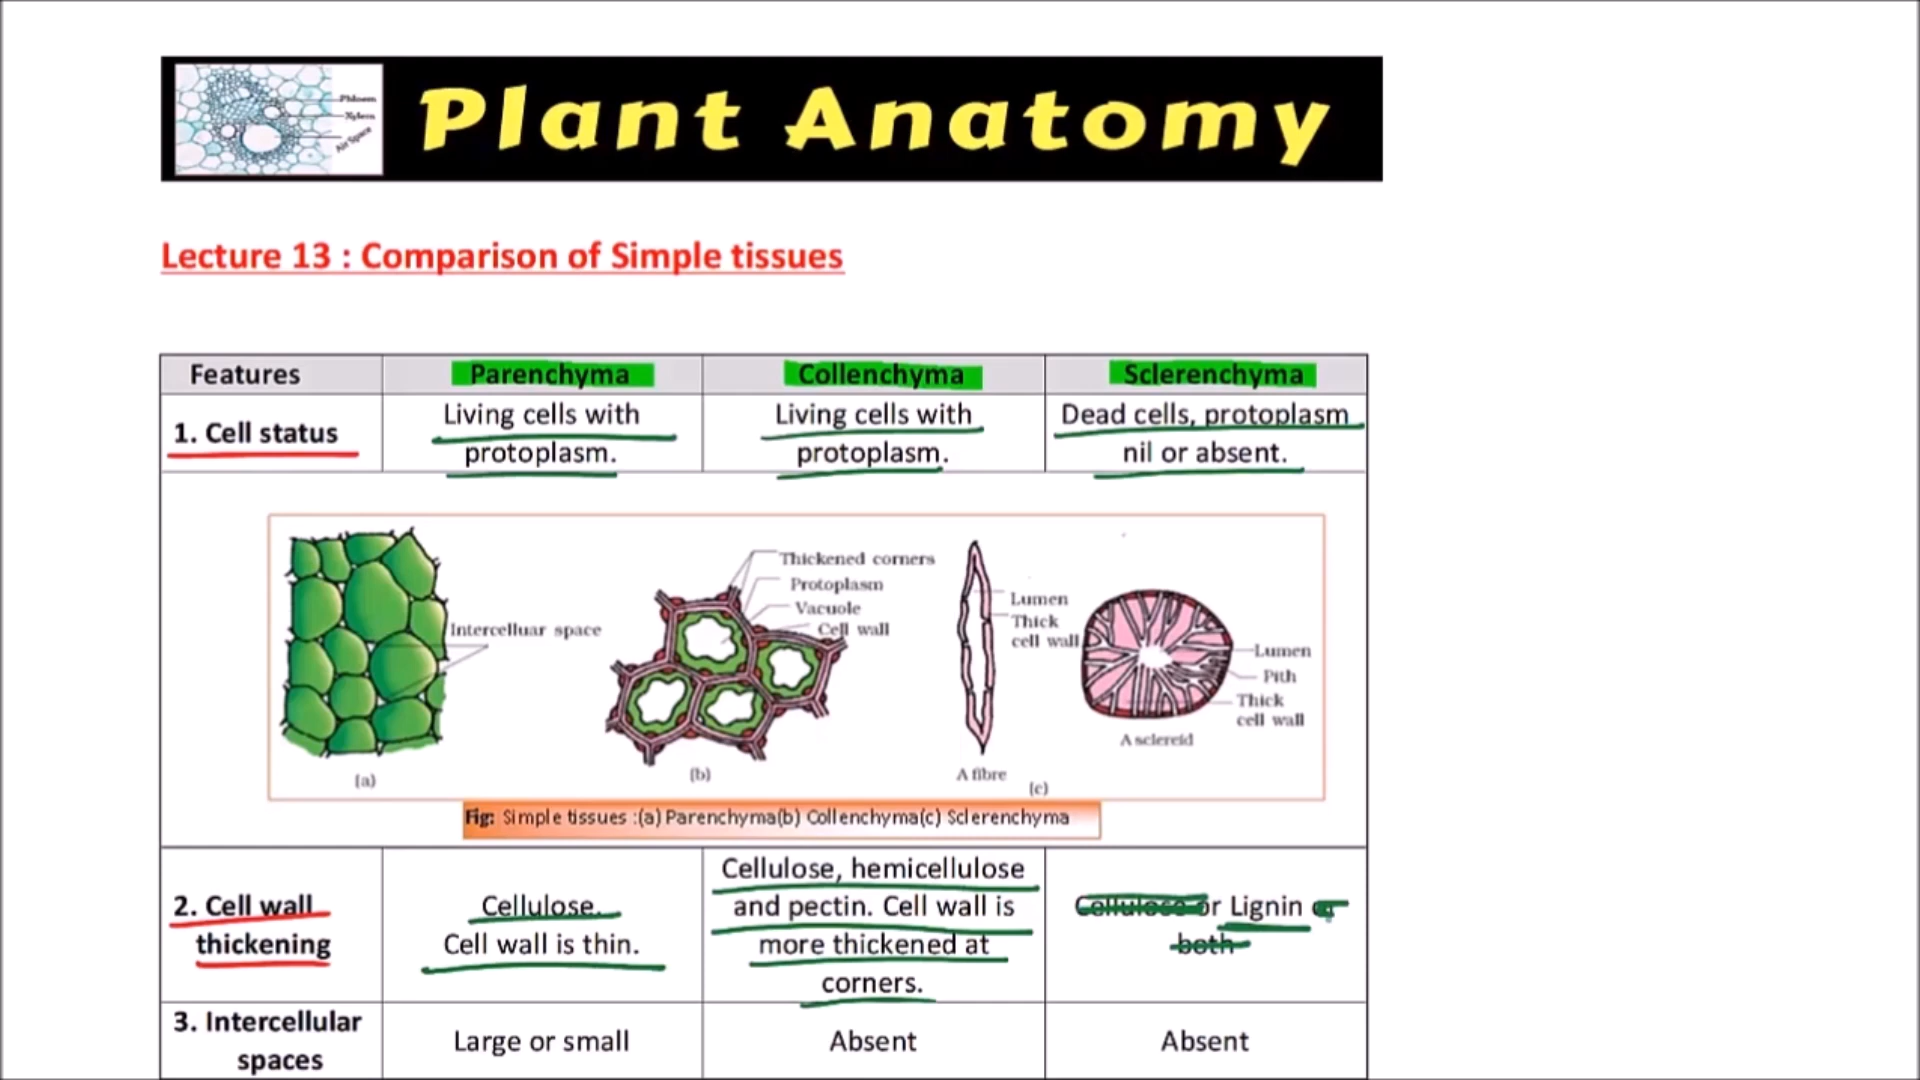 Phloem
Xylem
Air Space
Plant Anatomy
Lecture 13 : Comparison of Simple tissues
Features
Parenchyma
Collenchyma
Sclerenchyma
1. Cell status
Living cells with
protoplasm.
Living cells with
protoplasm.
Dead cells, protoplasm
nil or absent.
Intercelluar space
(a)
Thickened corners
Protoplasm
Vacuole
Cell wall
(b)
Lumen
Thick
cell wall
A fibre
Lumen
Pith
Thick
cell wall
A sclereid
(c)
Fig: Simple tissues :(a) Parenchyma(b) Collenchyma(c) Sclerenchyma
2. Cell wall
thickening
Cellulose.
Cell wall is thin.
Cellulose, hemicellulose
and pectin. Cell wall is
more thickened at
corners.
Cellulose or Lignin or
both
3. Intercellular
spaces
Large or small
Absent
Absent